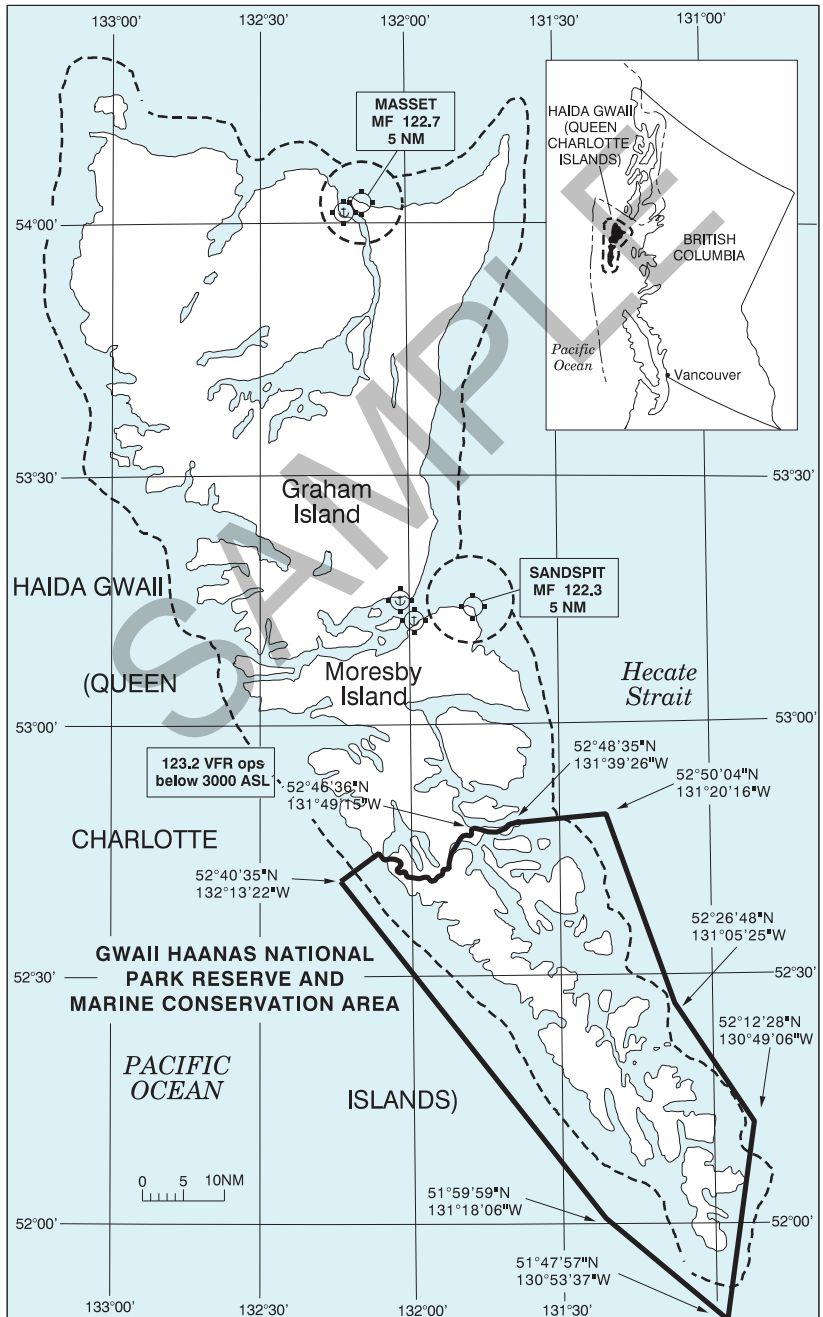 133°00'
132°30'
132°00'
131°30'
131°00'
MASSET
MF 122.7
5 NM
HAIDA GWAII
(QUEEN
CHARLOTTE
ISLANDS)
BRITISH
COLUMBIA
Pacific
Ocean
Vancouver
54°00'
53°30'
53°30'
Graham
Island
SAMPLE
HAIDA GWAII
SANDSPIT
MF 122.3
5 NM
(QUEEN
Moresby
Island
Hecate
Strait
53°00'
53°00'
123.2 VFR ops
below 3000 ASL
52°46'36"N
131°49'15"W
52°48'35"N
131°39'26"W
52°50'04"N
131°20'16"W
CHARLOTTE
52°40'35"N
132°13'22"W
52°26'48"N
131°05'25"W
GWAII HAANAS NATIONAL
PARK RESERVE AND
MARINE CONSERVATION AREA
52°30'
52°30'
52°12'28"N
130°49'06"W
PACIFIC
OCEAN
ISLANDS)
0 5 10NM
51°59'59"N
131°18'06"W
52°00'
52°00'
51°47'57"N
130°53'37"W
133°00'
132°30'
132°00'
131°30'
131°00'